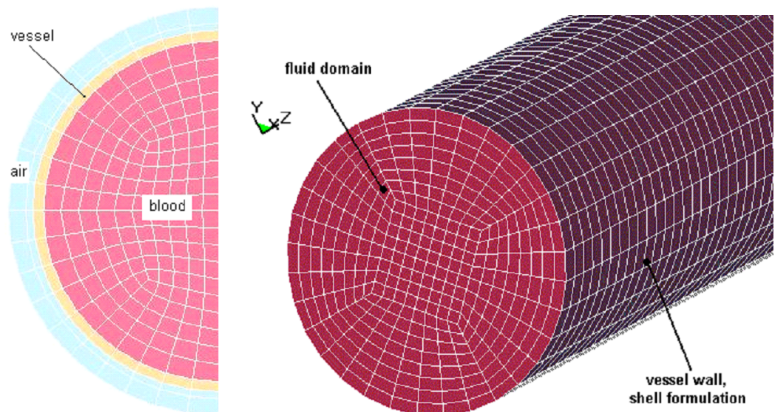 vessel
air
blood
fluid domain
Y
X
Z
vessel wall,
shell formulation